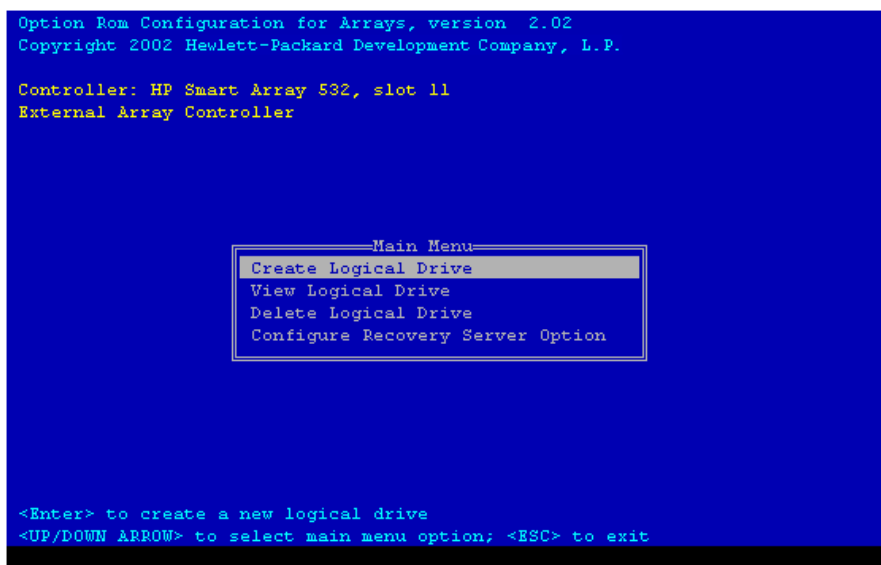 Option Rom Configuration for Arrays, version  2.02
Copyright 2002 Hewlett-Packard Development Company, L.P.
Controller: HP Smart Array 532, slot 11
External Array Controller
Main Menu
Create Logical Drive
View Logical Drive
Delete Logical Drive
Configure Recovery Server Option
<Enter> to create a new logical drive
<UP/DOWN ARROW> to select main menu option; <ESC> to exit